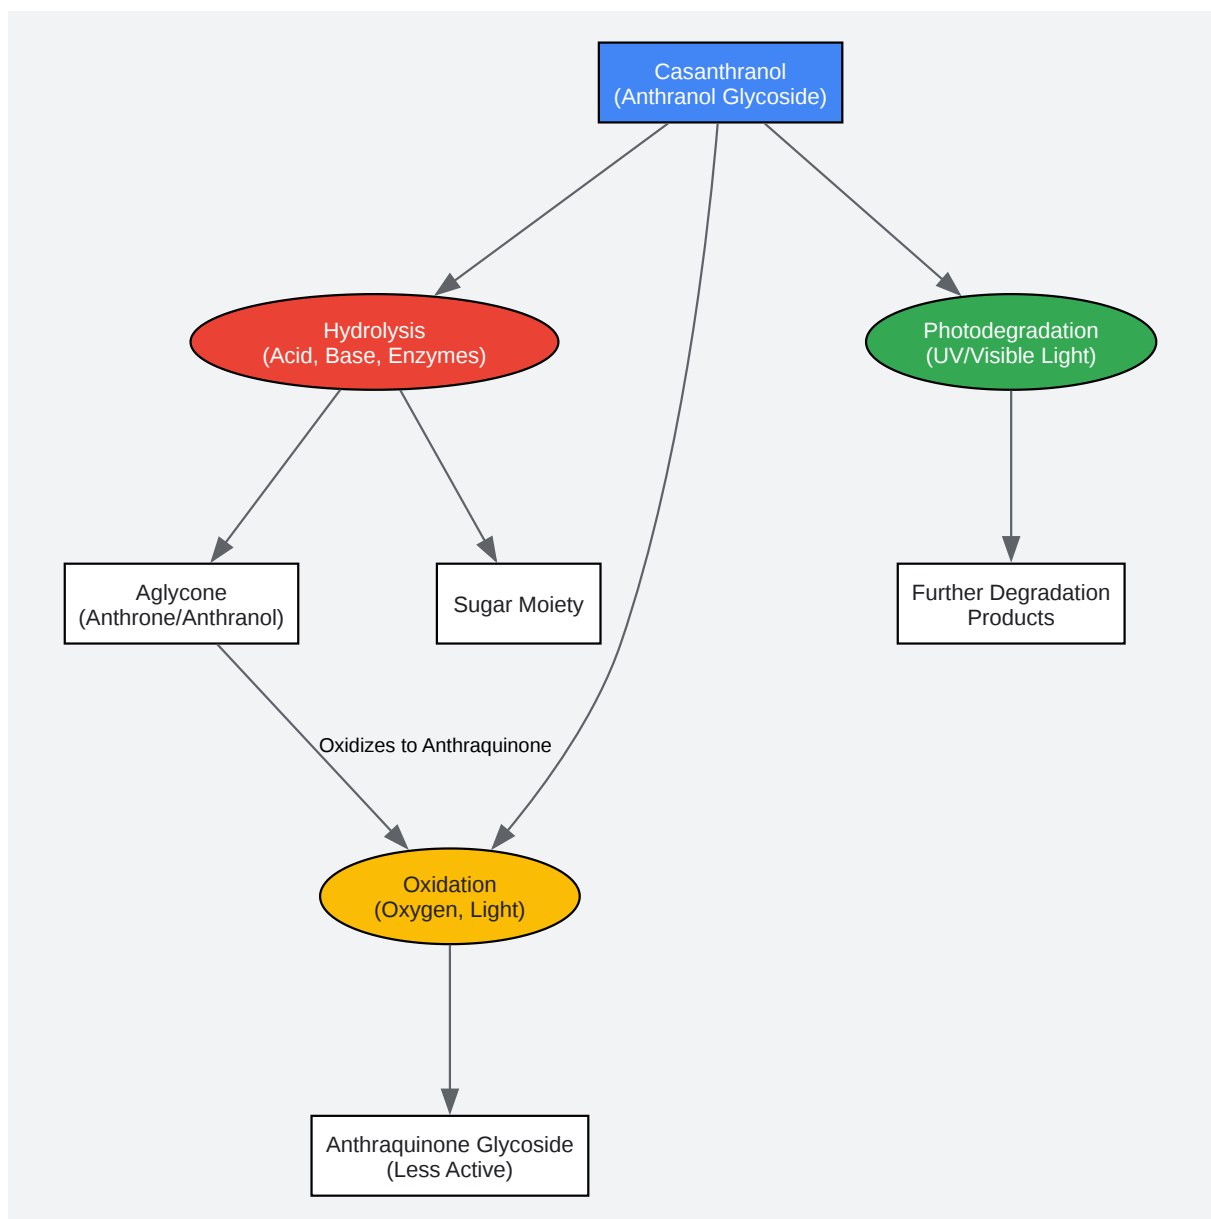 Casanthranol
(Anthranol Glycoside)
Hydrolysis
(Acid, Base, Enzymes)
Photodegradation
(UV/Visible Light)
Aglycone
(Anthrone/Anthranol)
Sugar Moiety
Further Degradation
Products
Oxidizes to Anthraquinone
Oxidation
(Oxygen, Light)
Anthraquinone Glycoside
(Less Active)